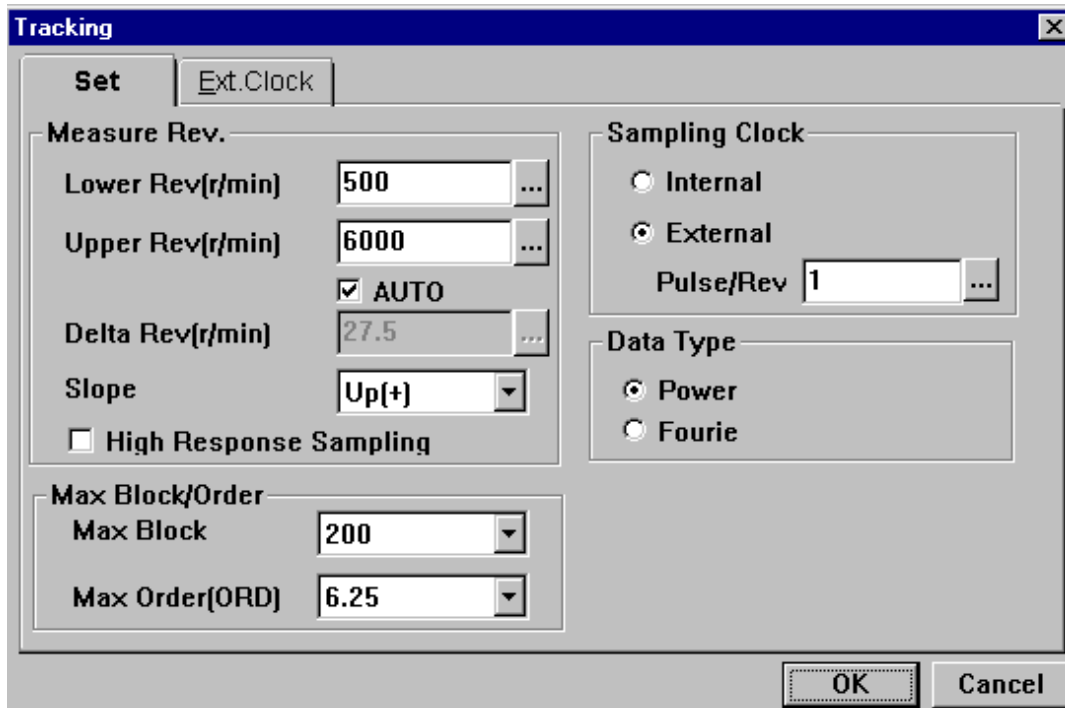 Tracking
Set
Ext.Clock
Measure Rev.
Lower Rev(r/min) 500 ...
Upper Rev(r/min) 6000 ...
AUTO
Delta Rev(r/min) 27.5 ...
Slope Up(+)
High Response Sampling
Sampling Clock
Internal
External
Pulse/Rev 1 ...
Data Type
Power
Fourie
Max Block/Order
Max Block 200
Max Order(ORD) 6.25
OK
Cancel